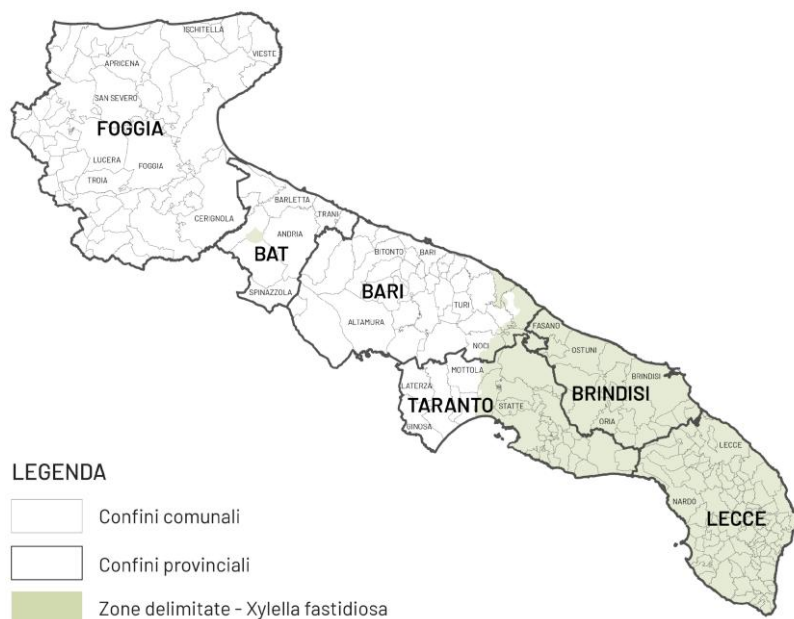 ISCHITELLA
VIESTE
APRICENA
SAN SEVERO
FOGGIA
LUCERA
FOGGIA
TROIA
CERIGNOLA
BARLETTA
TRANI
ANDRIA
BAT
SPINAZZOLA
BITONTO
BARI
BARI
TURI
ALTAMURA
NOCI
FASANO
OSTUNI
MOTTOLA
LATERZA
BRINDISI
BRINDISI
TARANTO
STATTE
GINOSA
ORIA
LECCE
NARDO
LECCE
LEGENDA
Confini comunali
Confini provinciali
Zone delimitate - Xylella fastidiosa